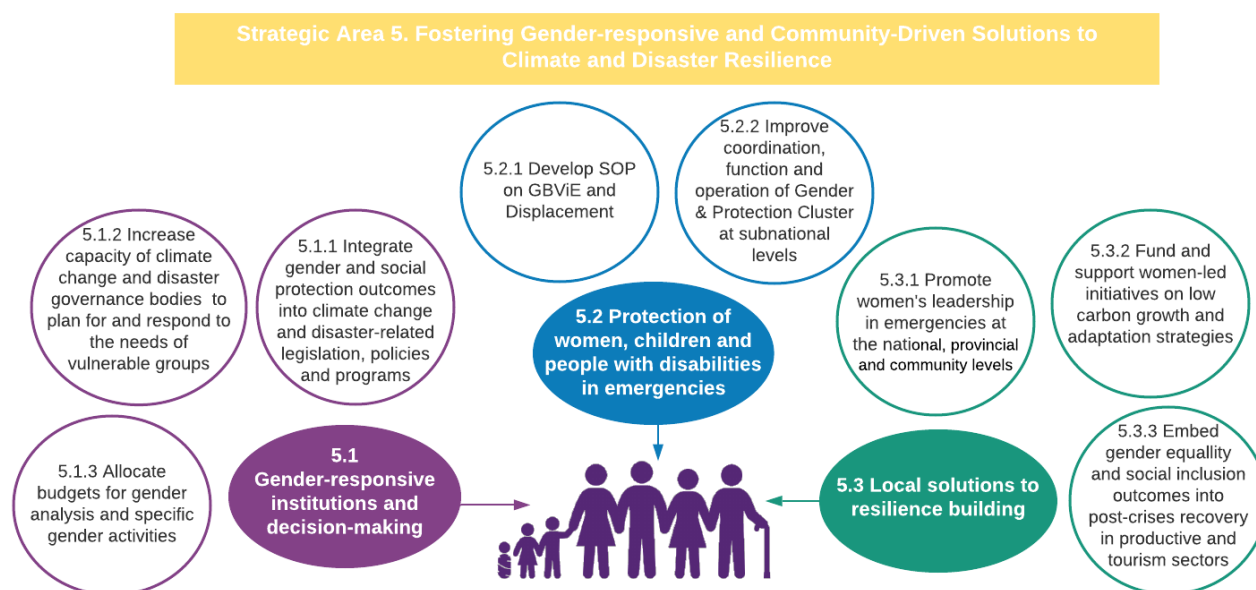 Strategic Area 5. Fostering Gender-responsive and Community-Driven Solutions to
Climate and Disaster Resilience
5.2.1 Develop SOP
on GBViE and
Displacement
5.2.2 Improve
coordination,
function and
operation of Gender
& Protection Cluster
at subnational
levels
5.1.2 Increase
capacity of climate
change and disaster
governance bodies to
plan for and respond to
the needs of
vulnerable groups
5.1.1 Integrate
gender and social
protection outcomes
into climate change
and disaster-related
legislation, policies
and programs
5.2 Protection of
women, children and
people with disabilities
in emergencies
5.3.1 Promote
women's leadership
in emergencies at
the national, provincial
and community levels
5.3.2 Fund and
support women-led
initiatives on low
carbon growth and
adaptation strategies
5.1.3 Allocate
budgets for gender
analysis and specific
gender activities
5.1
Gender-responsive
institutions and
decision-making
5.3 Local solutions to
resilience building
5.3.3 Embed
gender equallity
and social inclusion
outcomes into
post-crises recovery
in productive and
tourism sectors